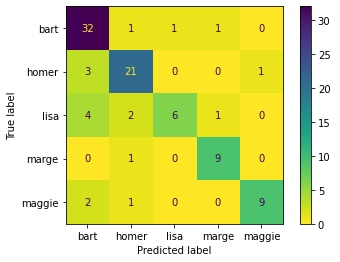 True label
bart 32 1 1 1 0
homer 3 21 0 0 1
lisa 4 2 6 1 0
marge 0 1 0 9 0
maggie 2 1 0 0 9
bart homer lisa marge maggie
Predicted label
30
25
20
15
10
5
0